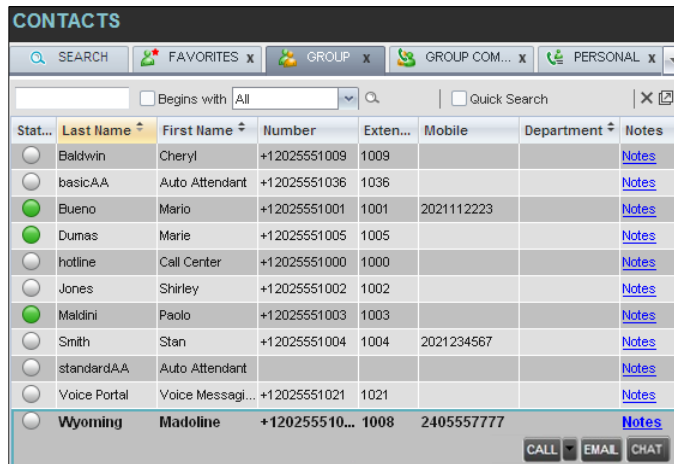 CONTACTS
SEARCH FAVORITES x GROUP x GROUP COM... x PERSONAL x
Begins with All Quick Search
Stat... Last Name First Name Number Exten... Mobile Department Notes
Baldwin Cheryl +12025551009 1009 Notes
basicAA Auto Attendant +12025551036 1036 Notes
Bueno Mario +12025551001 1001 2021112223 Notes
Dumas Marie +12025551005 1005 Notes
hotline Call Center +12025551000 1000 Notes
Jones Shirley +12025551002 1002 Notes
Maldini Paolo +12025551003 1003 Notes
Smith Stan +12025551004 1004 2021234567 Notes
standardAA Auto Attendant Notes
Voice Portal Voice Messagi... +12025551021 1021 Notes
Wyoming Madoline +120255510... 1008 2405557777 Notes
CALL EMAIL CHAT